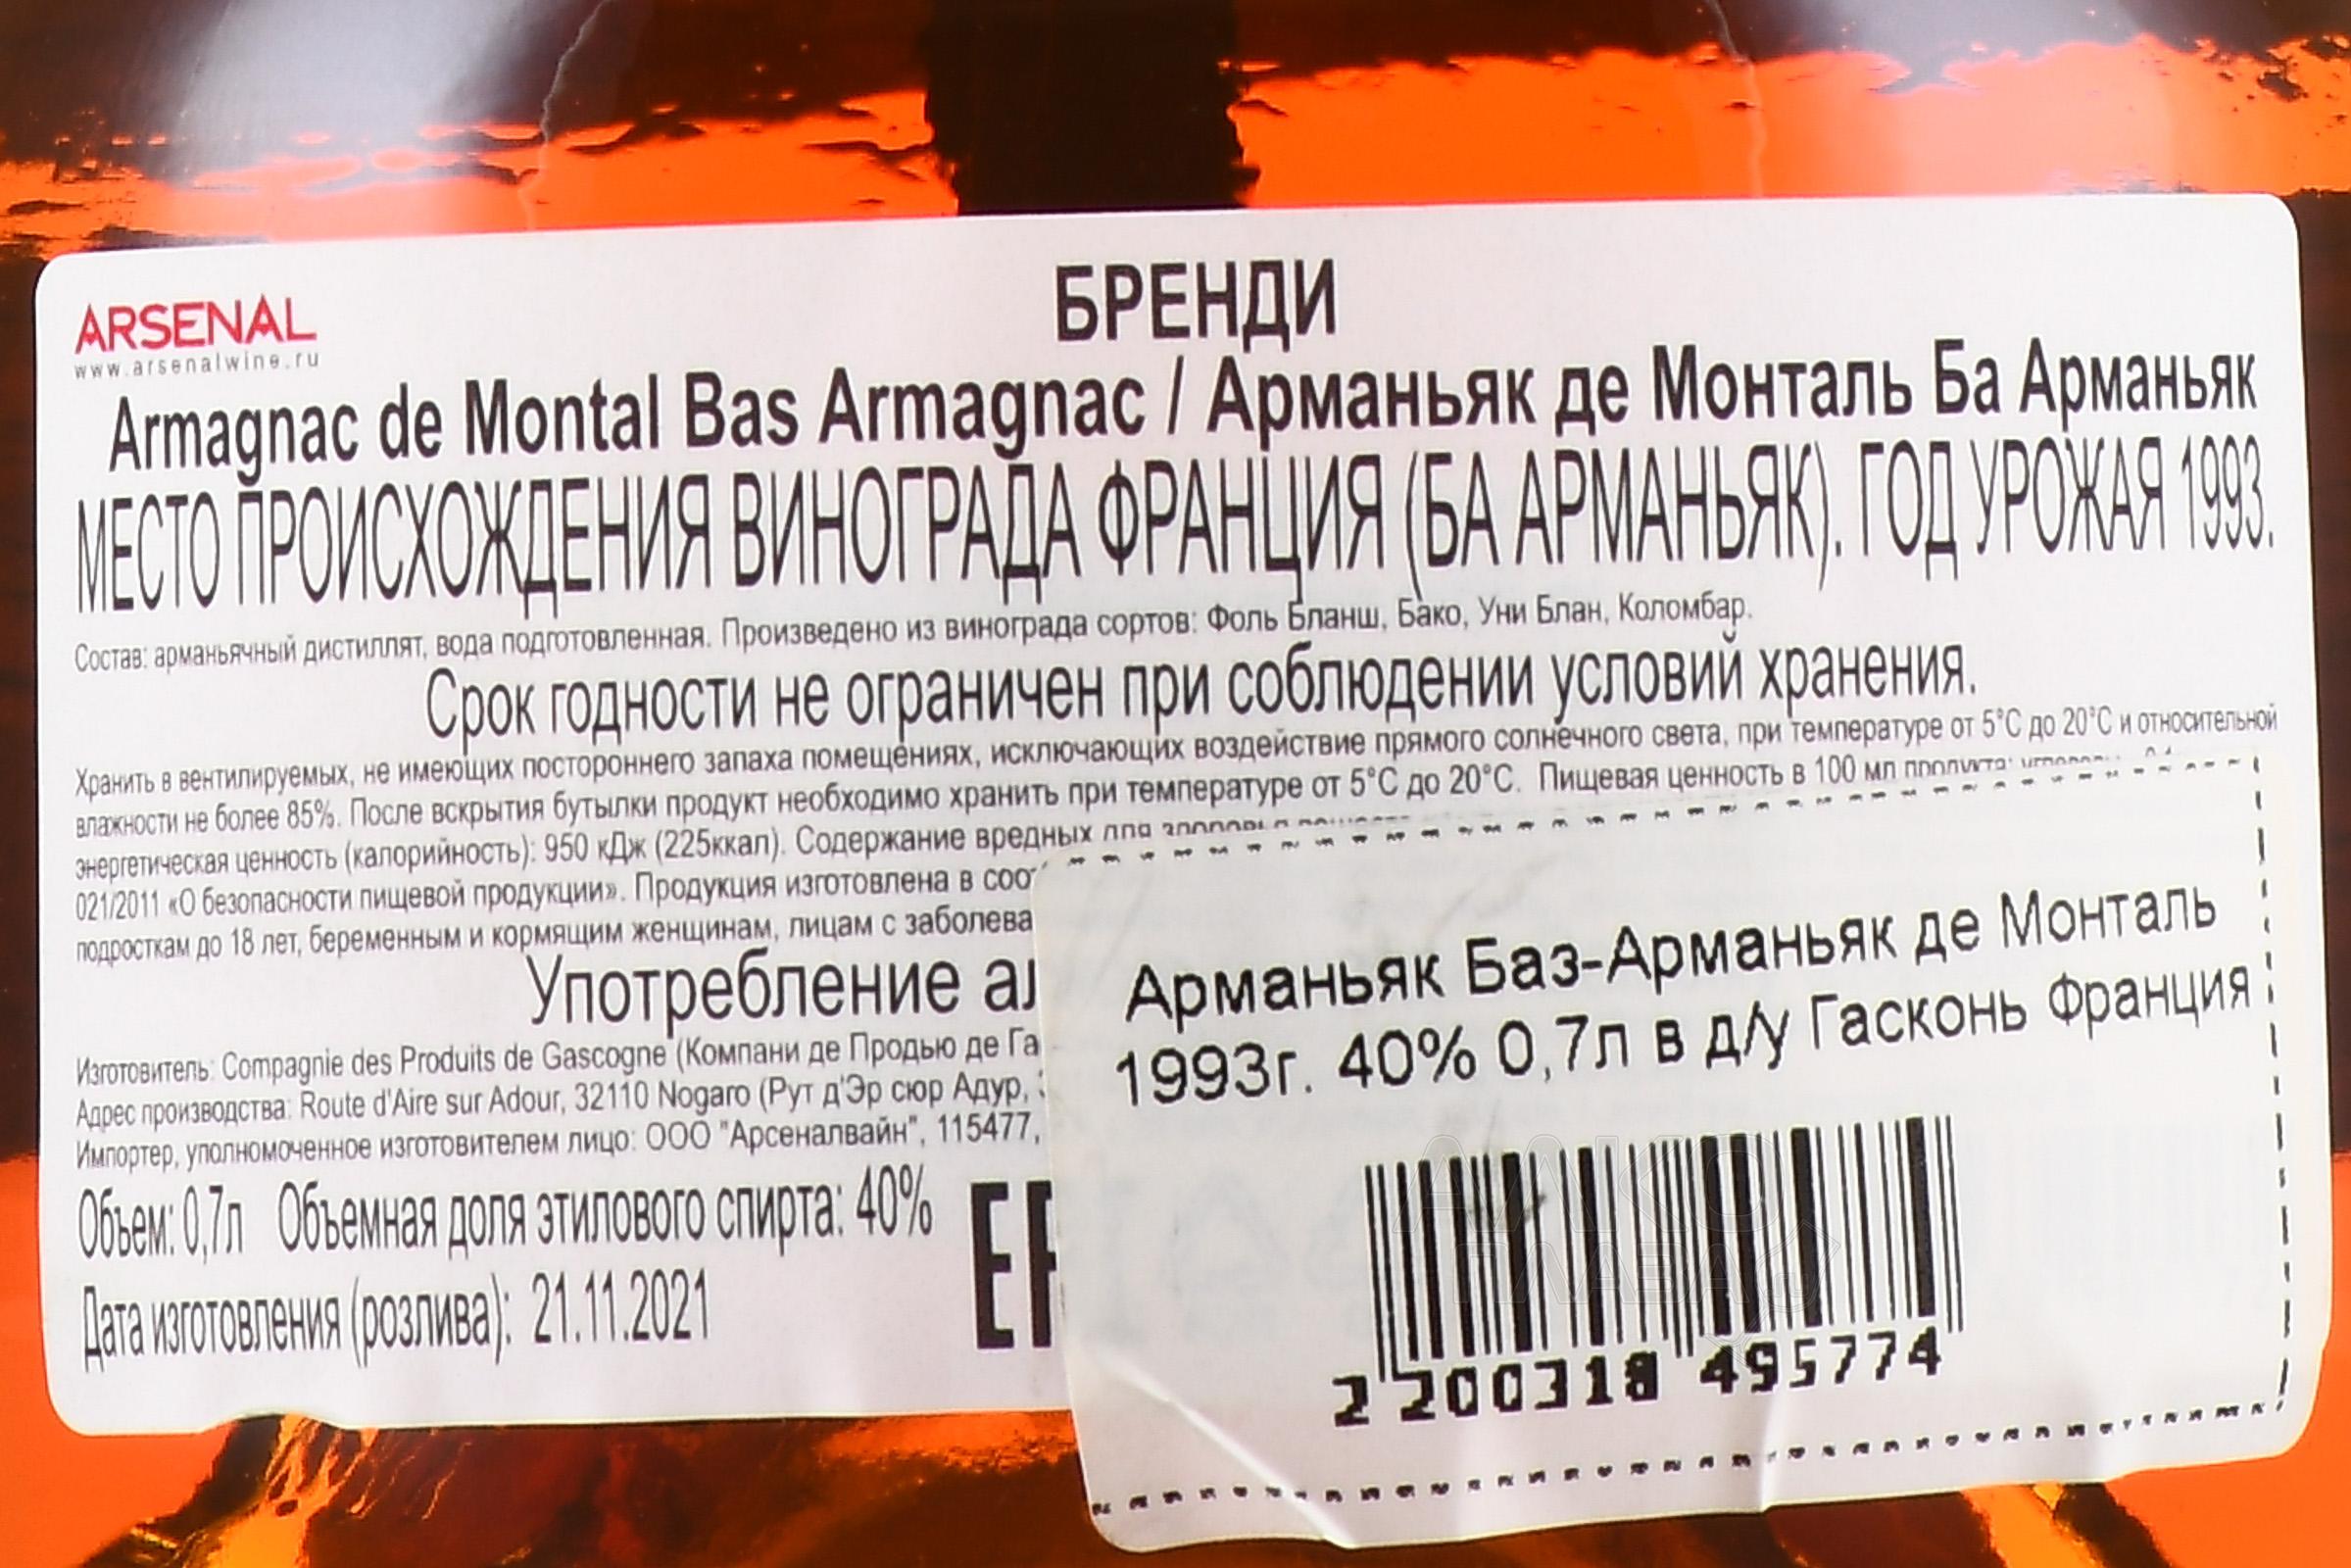 ARSENAL
www.arsenalwine.ru
БРЕНДИ
Armagnac de Montal Bas Armagnac / Арманьяк де Монталь Ба Арманьяк
МЕСТО ПРОИСХОЖДЕНИЯ ВИНОГРАДА ФРАНЦИЯ (БА АРМАНЬЯК). ГОД УРОЖАЯ 1993.
Состав: арманьячный дистиллят, вода подготовленная. Произведено из винограда сортов: Фоль Бланш, Бако, Уни Блан, Коломбар.
Срок годности не ограничен при соблюдении условий хранения.
Хранить в вентилируемых, не имеющих постороннего запаха помещениях, исключающих воздействие прямого солнечного света, при температуре от 5°С до 20°С и относительной
влажности не более 85%. После вскрытия бутылки продукт необходимо хранить при температуре от 5°С до 20°С. Пищевая ценность в 100 мл продукта:
энергетическая ценность (калорийность): 950 кДж (225ккал). Содержание вредных для здоровья
021/2011 «О безопасности пищевой продукции». Продукция изготовлена в соот
подросткам до 18 лет, беременным и кормящим женщинам, лицам с заболева
Употребление ал
Изготовитель: Compagnie des Produits de Gascogne (Компани де Продью де Га
Адрес производства: Route d'Aire sur Adour, 32110 Nogaro (Рут д'Эр сюр Адур,
Импортер, уполномоченное изготовителем лицо: ООО "Арсеналвайн", 115477,
Объем: 0,7л Объемная доля этилового спирта: 40%
Дата изготовления (розлива): 21.11.2021
Арманьяк Баз-Арманьяк де Монталь
1993г. 40% 0,7л в д/у Гасконь Франция
2 200318 495774
АЛКО
ПЛАВА